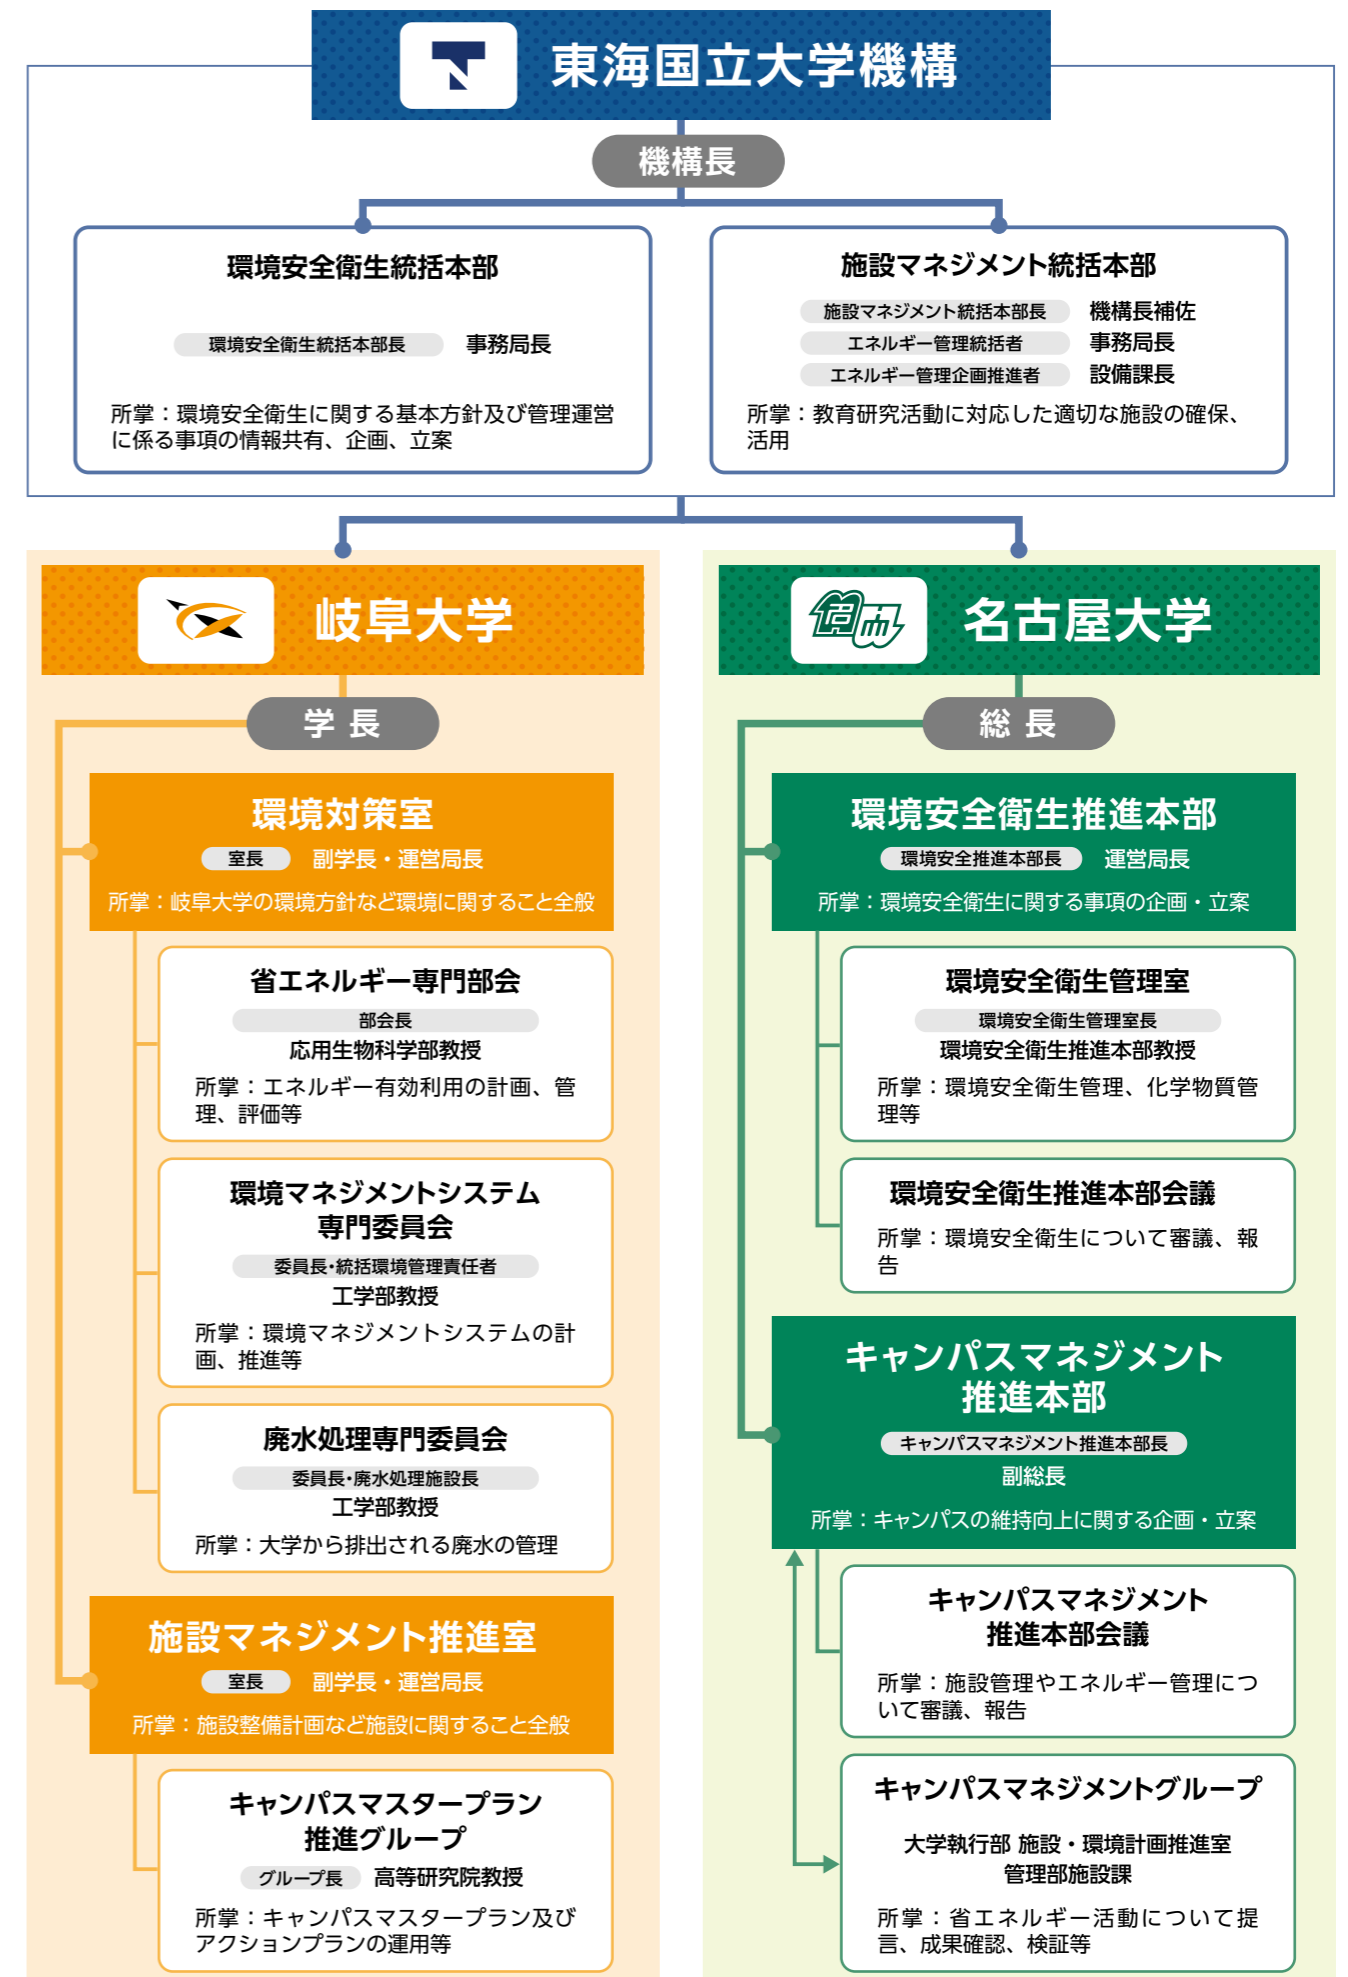 東海国立大学機構
機構長
環境安全衛生統括本部
環境安全衛生統括本部長 事務局長
所掌：環境安全衛生に関する基本方針及び管理運営
に係る事項の情報共有、企画、立案
施設マネジメント統括本部
施設マネジメント統括本部長 機構長補佐
エネルギー管理統括者 事務局長
エネルギー管理企画推進者 設備課長
所掌：教育研究活動に対応した適切な施設の確保、
活用
岐阜大学
学長
環境対策室
室長 副学長・運営局長
所掌：岐阜大学の環境方針など環境に関すること全般
省エネルギー専門部会
部会長
応用生物科学部教授
所掌：エネルギー有効利用の計画、管
理、評価等
環境マネジメントシステム
専門委員会
委員長・統括環境管理責任者
工学部教授
所掌：環境マネジメントシステムの計
画、推進等
廃水処理専門委員会
委員長・廃水処理施設長
工学部教授
所掌：大学から排出される廃水の管理
施設マネジメント推進室
室長 副学長・運営局長
所掌：施設整備計画など施設に関すること全般
キャンパスマスタープラン
推進グループ
グループ長 高等研究院教授
所掌：キャンパスマスタープラン及び
アクションプランの運用等
名古屋大学
総長
環境安全衛生推進本部
環境安全推進本部長 運営局長
所掌：環境安全衛生に関する事項の企画・立案
環境安全衛生管理室
環境安全衛生管理室長
環境安全衛生推進本部教授
所掌：環境安全衛生管理、化学物質管
理等
環境安全衛生推進本部会議
所掌：環境安全衛生について審議、報
告
キャンパスマネジメント
推進本部
キャンパスマネジメント推進本部長
副総長
所掌：キャンパスの維持向上に関する企画・立案
キャンパスマネジメント
推進本部会議
所掌：施設管理やエネルギー管理につ
いて審議、報告
キャンパスマネジメントグループ
大学執行部 施設・環境計画推進室
管理部施設課
所掌：省エネルギー活動について提
言、成果確認、検証等